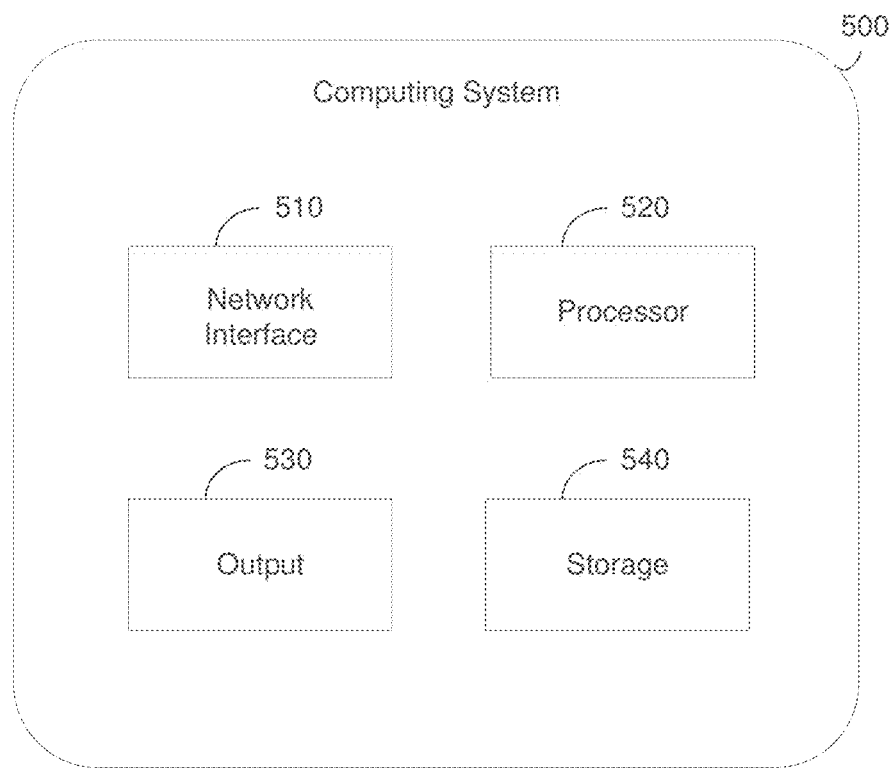 500
Computing System
510
520
Network
Interface
Processor
530
540
Output
Storage